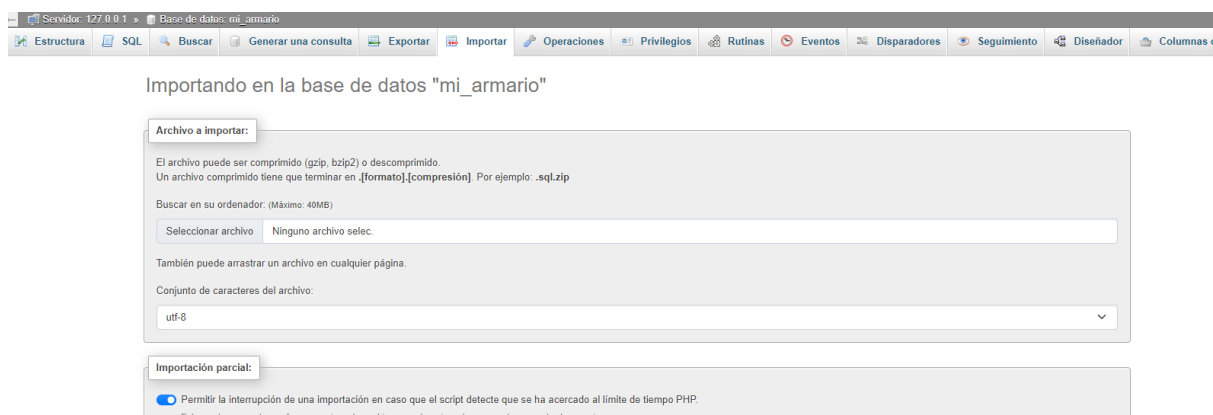 Servidor: 127.0.0.1 » Base de datos: mi_armario
Estructura SQL Buscar Generar una consulta Exportar Importar Operaciones Privilegios Rutinas Eventos Disparadores Seguimiento Diseñador Columnas
Importando en la base de datos "mi_armario"
Archivo a importar:
El archivo puede ser comprimido (gzip, bzip2) o descomprimido.
Un archivo comprimido tiene que terminar en .[formato].[compresión]. Por ejemplo: .sql.zip
Buscar en su ordenador: (Máximo: 40MB)
Seleccionar archivo Ninguno archivo selec.
También puede arrastrar un archivo en cualquier página.
Conjunto de caracteres del archivo:
utf-8
Importación parcial:
Permitir la interrupción de una importación en caso que el script detecte que se ha acercado al límite de tiempo PHP.